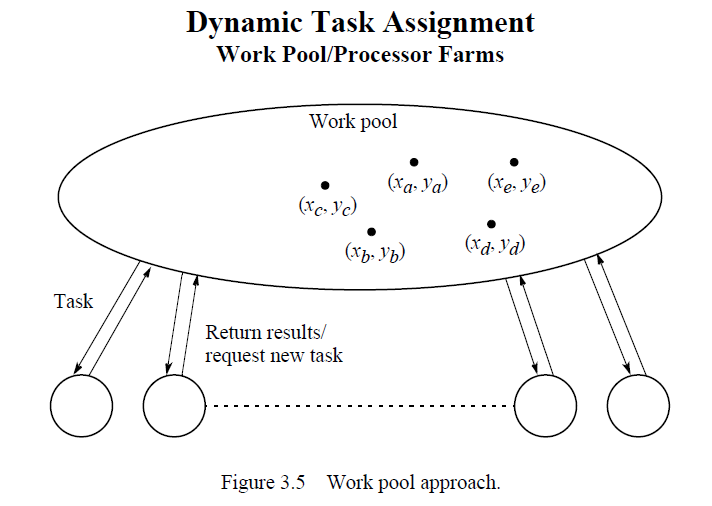 Dynamic Task Assignment
Work Pool/Processor Farms
Work pool
(xa, ya)
(xe, ye)
(xc, yc)
(xb, yb)
(xd, yd)
Task
Return results/
request new task
Figure 3.5 Work pool approach.